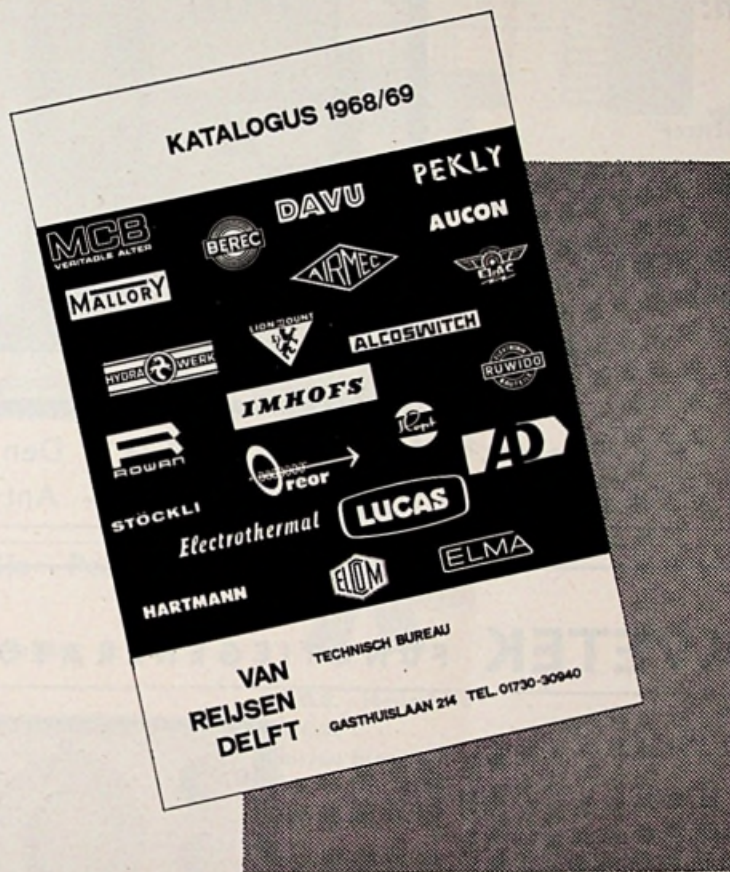 KATALOGUS 1968/69
PEKLY
DAVU
MCB
VERITABLE ALTER
BEREC
AUCON
AIRMEC
ELAC
MALLORY
LION MOUNT
ALCOSWITCH
HYDRA WERK
RUWIDO
IMHOFS
ROWAN
Oreor
AD
STÖCKLI
Electrothermal
LUCAS
HARTMANN
ELOM
ELMA
VAN
REIJSEN
DELFT
TECHNISCH BUREAU
GASTHUISLAAN 214 TEL. 01730-30940